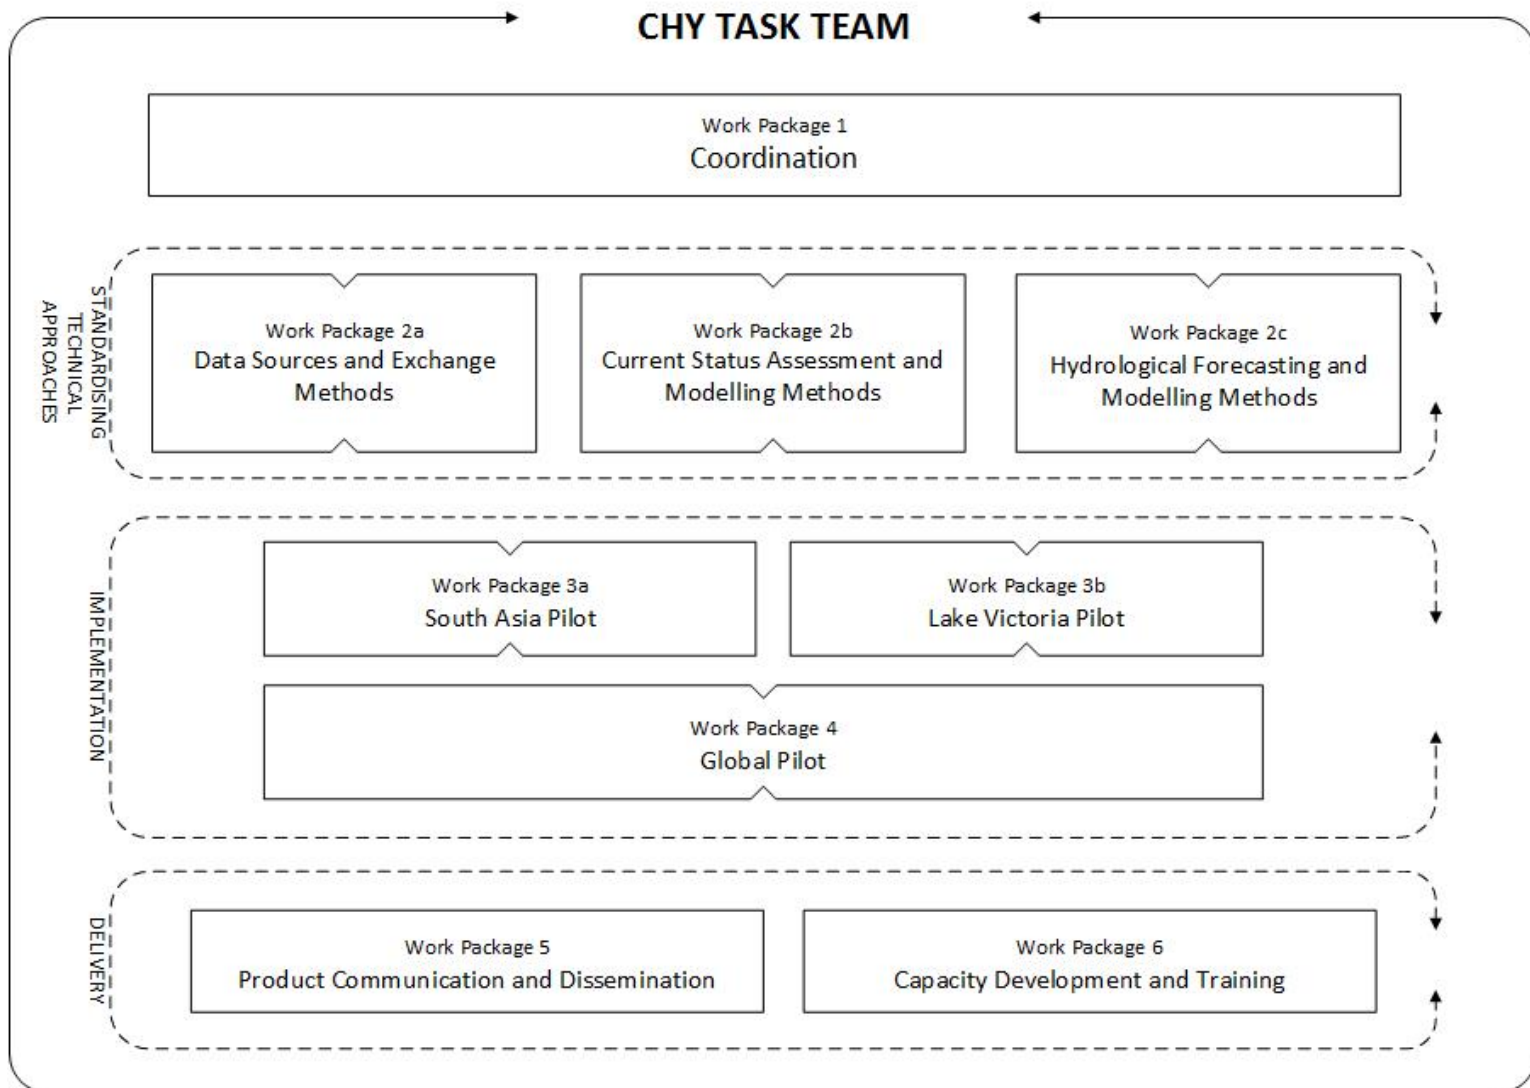 CHY TASK TEAM
Work Package 1
Coordination
STANDARDISING
TECHNICAL
APPROACHES
Work Package 2a
Data Sources and Exchange
Methods
Work Package 2b
Current Status Assessment and
Modelling Methods
Work Package 2c
Hydrological Forecasting and
Modelling Methods
IMPLEMENTATION
Work Package 3a
South Asia Pilot
Work Package 3b
Lake Victoria Pilot
Work Package 4
Global Pilot
DELIVERY
Work Package 5
Product Communication and Dissemination
Work Package 6
Capacity Development and Training